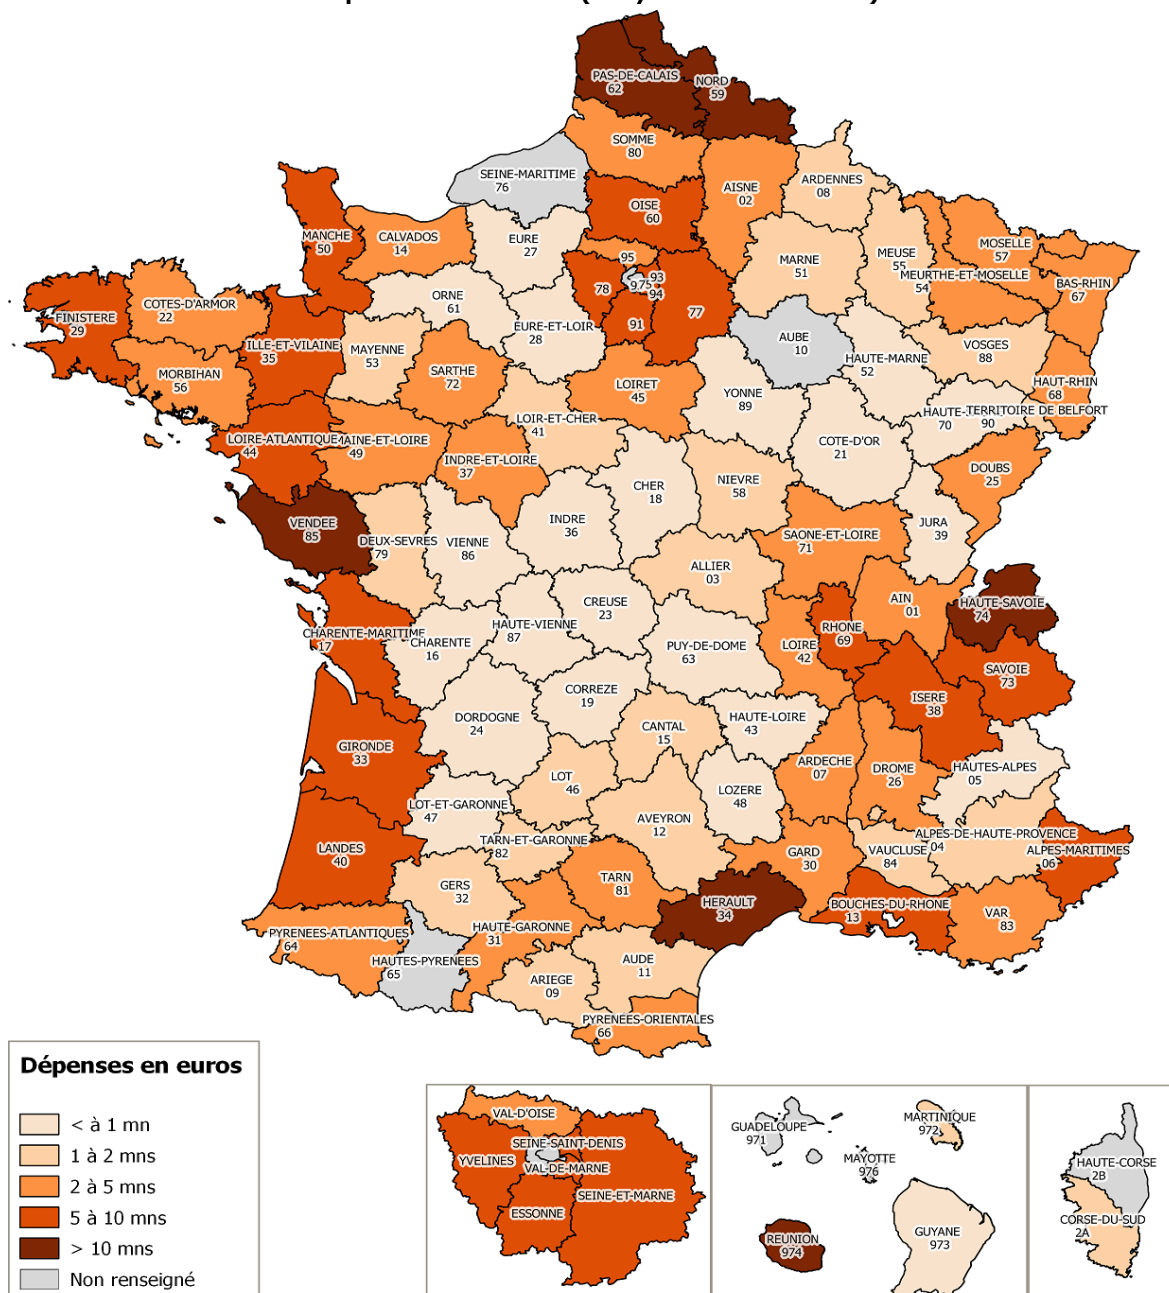 PAS-DE-CALAIS
62
NORD
59
SOMME
80
SEINE-MARITIME
76
OISE
60
AISNE
02
ARDENNES
08
MANCHE
50
CALVADOS
14
EURE
27
95
MARNE
51
MEUSE
55
MOSELLE
57
MEURTHE-ET-MOSELLE
54
BAS-RHIN
67
78
975
93
94
91
77
FINISTERE
29
COTES-D'ARMOR
22
ORNE
61
EURE-ET-LOIR
28
AUBE
10
HAUTE-MARNE
52
VOSGES
88
ILLE-ET-VILAINE
35
MAYENNE
53
SARTHE
72
MORBIHAN
56
LOIRET
45
YONNE
89
HAUT-RHIN
68
HAUTE-
70
TERRITOIRE DE BELFORT
90
LOIR-ET-CHER
41
LOIRE-ATLANTIQUE
44
MAINE-ET-LOIRE
49
INDRE-ET-LOIRE
37
COTE-D'OR
21
DOUBS
25
CHER
18
NIEVRE
58
INDRE
36
VENDEE
85
DEUX-SEVRES
79
VIENNE
86
SAONE-ET-LOIRE
71
JURA
39
ALLIER
03
AIN
01
HAUTE-SAVOIE
74
CREUSE
23
HAUTE-VIENNE
87
CHARENTE-MARITIME
17
CHARENTE
16
PUY-DE-DOME
63
LOIRE
42
RHONE
69
SAVOIE
73
ISERE
38
CORREZE
19
DORDOGNE
24
CANTAL
15
HAUTE-LOIRE
43
GIRONDE
33
LOT
46
ARDECHE
07
DROME
26
HAUTES-ALPES
05
LOZERE
48
LOT-ET-GARONNE
47
AVEYRON
12
TARN-ET-GARONNE
82
LANDES
40
GARD
30
VAUCLUSE
84
ALPES-DE-HAUTE-PROVENCE
04
ALPES-MARITIMES
06
GERS
32
TARN
81
HERAULT
34
BOUCHES-DU-RHONE
13
VAR
83
HAUTE-GARONNE
31
PYRENEES-ATLANTIQUES
64
HAUTES-PYRENEES
65
AUDE
11
ARIEGE
09
PYRENEES-ORIENTALES
66
Dépenses en euros
< à 1 mn
1 à 2 mns
2 à 5 mns
5 à 10 mns
> 10 mns
Non renseigné
VAL-D'OISE
SEINE-SAINT-DENIS
YVELINES
VAL-DE-MARNE
SEINE-ET-MARNE
ESSONNE
GUADELOUPE
971
MARTINIQUE
972
MAYOTTE
976
REUNION
974
GUYANE
973
HAUTE-CORSE
2B
CORSE-DU-SUD
2A